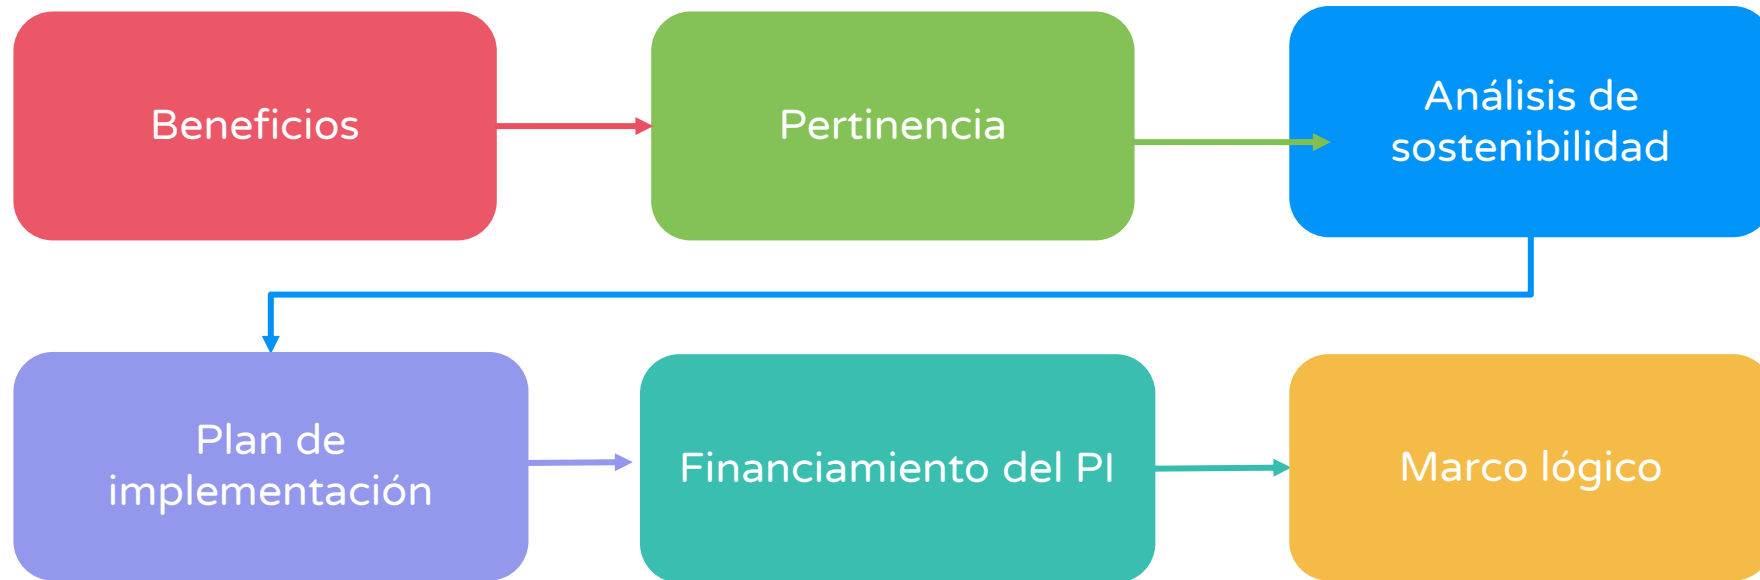 Beneficios
Pertinencia
Análisis de
sostenibilidad
Plan de
implementación
Financiamiento del PI
Marco lógico